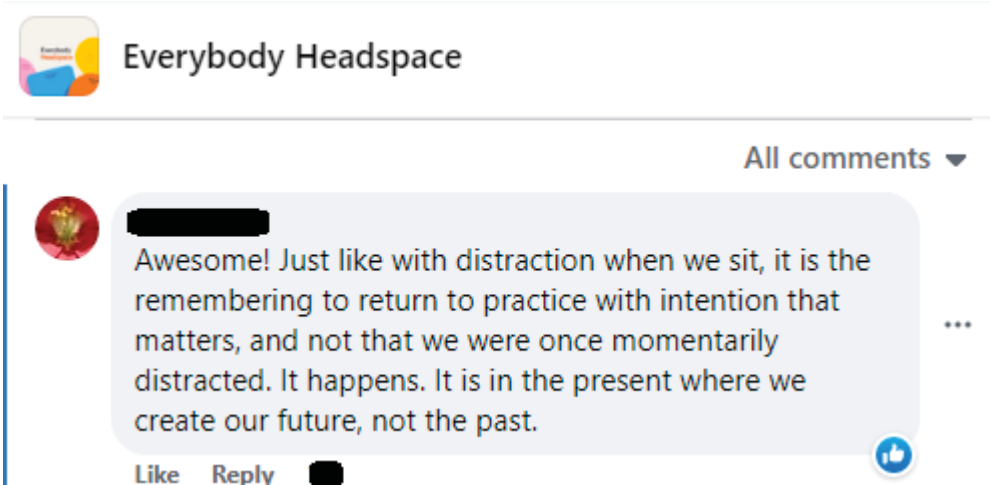 Everybody
Headspace
Everybody Headspace
All comments
Awesome! Just like with distraction when we sit, it is the
remembering to return to practice with intention that
matters, and not that we were once momentarily
distracted. It happens. It is in the present where we
create our future, not the past.
Like Reply